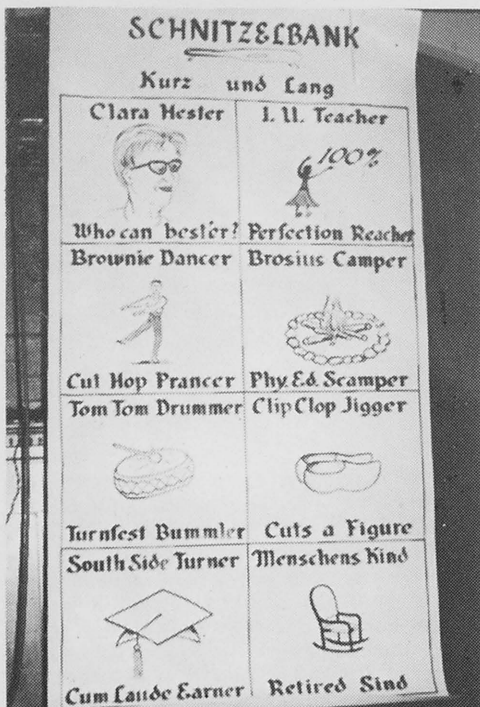 SCHNITZELBANK
Kurz und Lang
Clara Hester
Who can bester?
I. U. Teacher
100%
Perfection Reacher
Brownie Dancer
Cut Hop Prancer
Brosius Camper
Phy. Ed. Scamper
Tom Tom Drummer
Turnfest Bummler
Clip Clop Jigger
Cuts a Figure
South Side Turner
Cum Laude Earner
Menschens Kind
Retired Sind